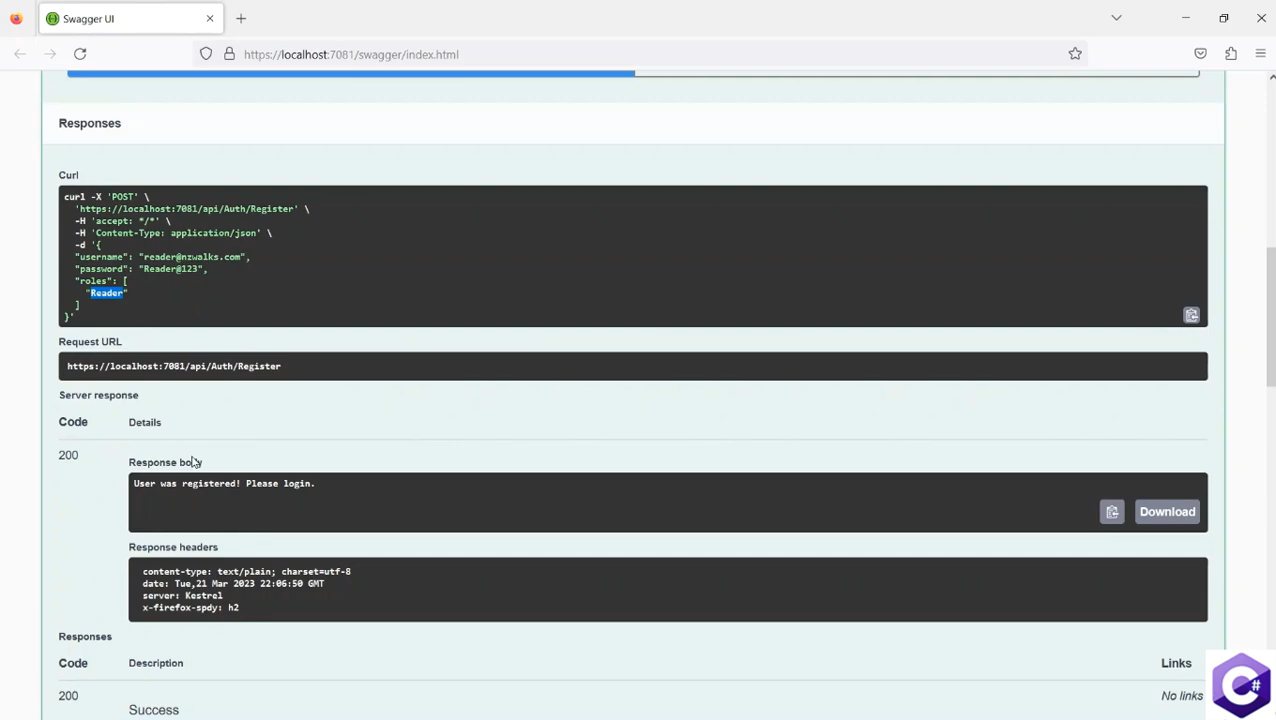 Swagger UI
https://localhost:7081/swagger/index.html
Responses
Curl
curl -X 'POST' \
'https://localhost:7081/api/Auth/Register' \
-H 'accept: */*' \
-H 'Content-Type: application/json' \
-d '{
"username": "reader@nzwalks.com",
"password": "Reader@123",
"roles": [
"Reader"
]
}'
Request URL
https://localhost:7081/api/Auth/Register
Server response
Code Details
200
Response body
User was registered! Please login.
Download
Response headers
content-type: text/plain; charset=utf-8
date: Tue,21 Mar 2023 22:06:50 GMT
server: Kestrel
x-firefox-spdy: h2
Responses
Code Description Links
200 No links
Success
C#